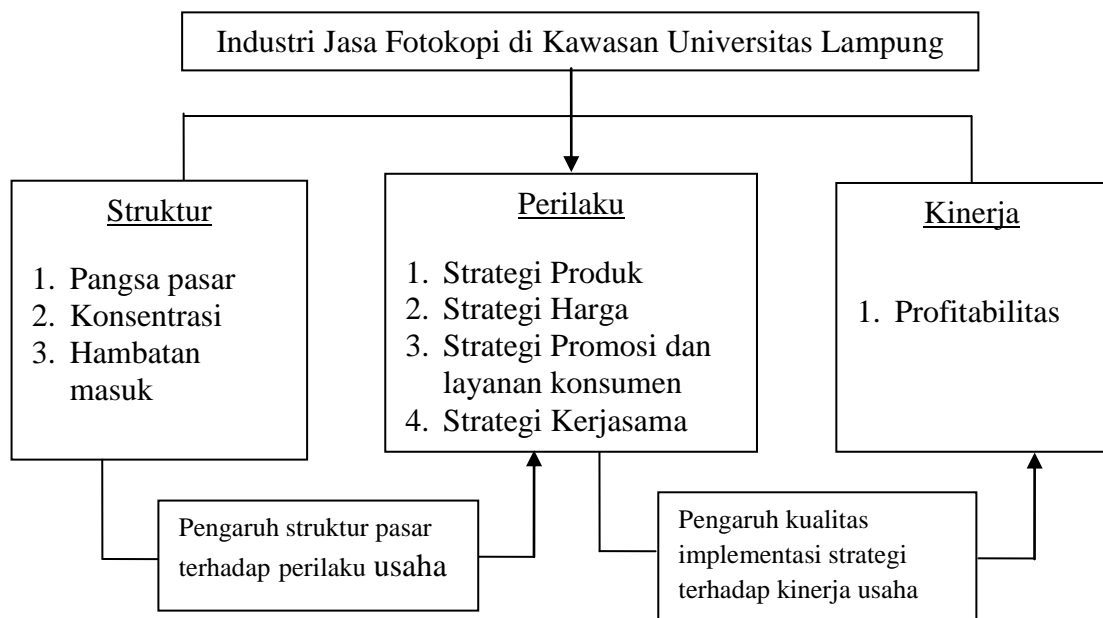 Industri Jasa Fotokopi di Kawasan Universitas Lampung
Struktur
1. Pangsa pasar
2. Konsentrasi
3. Hambatan
masuk
Perilaku
1. Strategi Produk
2. Strategi Harga
3. Strategi Promosi dan
layanan konsumen
4. Strategi Kerjasama
Kinerja
1. Profitabilitas
Pengaruh struktur pasar
terhadap perilaku usaha
Pengaruh kualitas
implementasi strategi
terhadap kinerja usaha